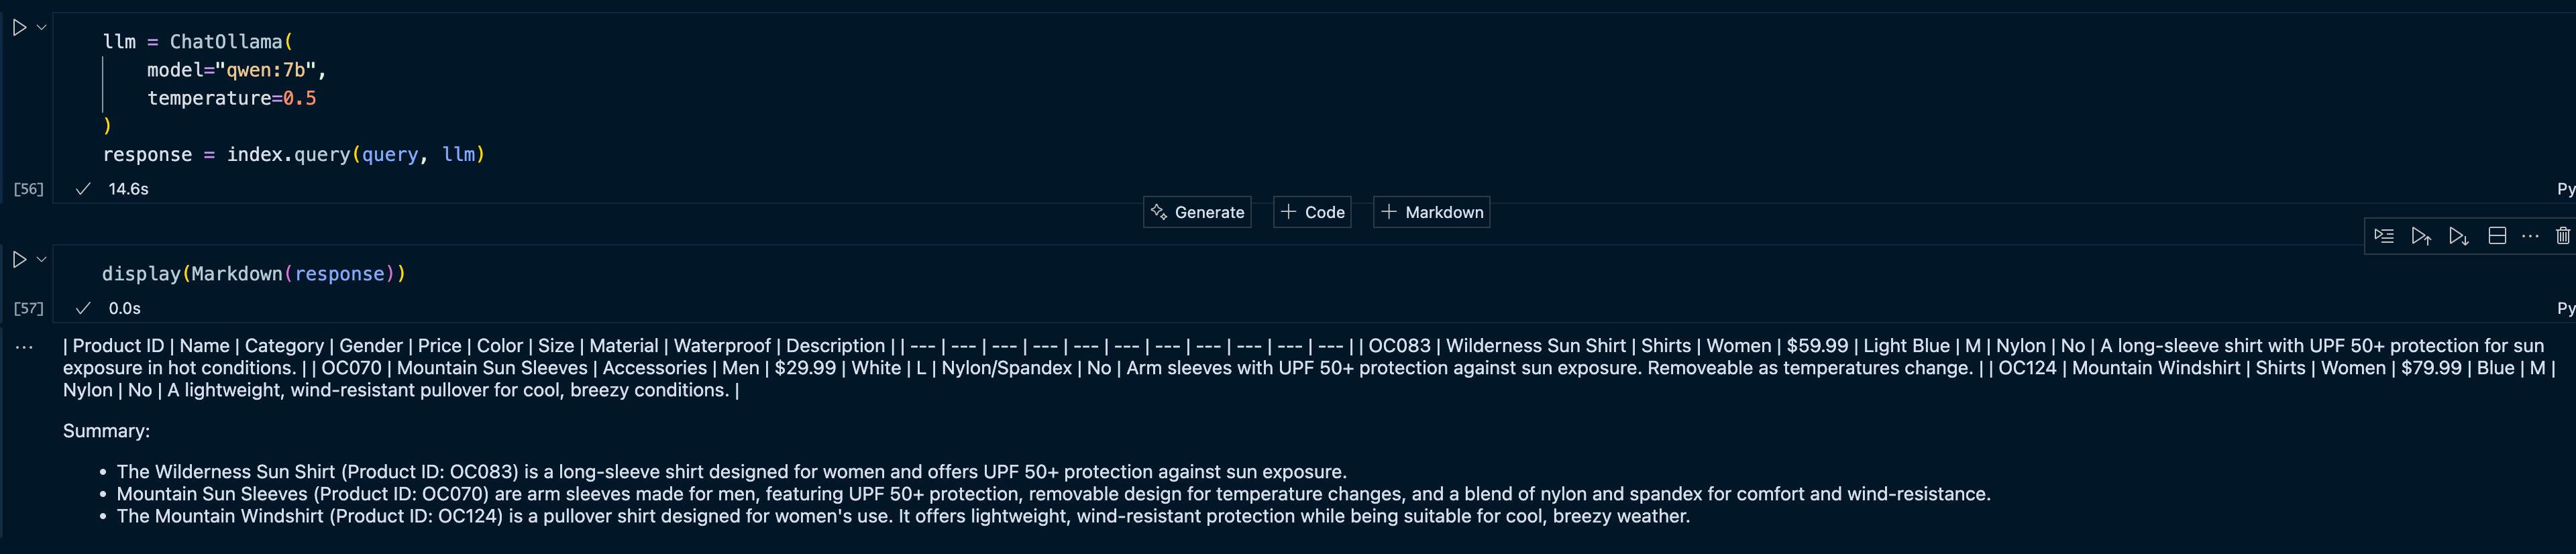 llm = ChatOllama(
model="qwen:7b",
temperature=0.5
)
response = index.query(query, llm)
[56]
14.6s
Py
Generate
Code
Markdown
display(Markdown(response))
[57]
0.0s
Py
| Product ID | Name | Category | Gender | Price | Color | Size | Material | Waterproof | Description | | --- | --- | --- | --- | --- | --- | --- | --- | --- | --- | --- | | OC083 | Wilderness Sun Shirt | Shirts | Women | $59.99 | Light Blue | M | Nylon | No | A long-sleeve shirt with UPF 50+ protection for sun
exposure in hot conditions. | | OC070 | Mountain Sun Sleeves | Accessories | Men | $29.99 | White | L | Nylon/Spandex | No | Arm sleeves with UPF 50+ protection against sun exposure. Removeable as temperatures change. | | OC124 | Mountain Windshirt | Shirts | Women | $79.99 | Blue | M |
Nylon | No | A lightweight, wind-resistant pullover for cool, breezy conditions. |
Summary:
• The Wilderness Sun Shirt (Product ID: OC083) is a long-sleeve shirt designed for women and offers UPF 50+ protection against sun exposure.
• Mountain Sun Sleeves (Product ID: OC070) are arm sleeves made for men, featuring UPF 50+ protection, removable design for temperature changes, and a blend of nylon and spandex for comfort and wind-resistance.
• The Mountain Windshirt (Product ID: OC124) is a pullover shirt designed for women's use. It offers lightweight, wind-resistant protection while being suitable for cool, breezy weather.